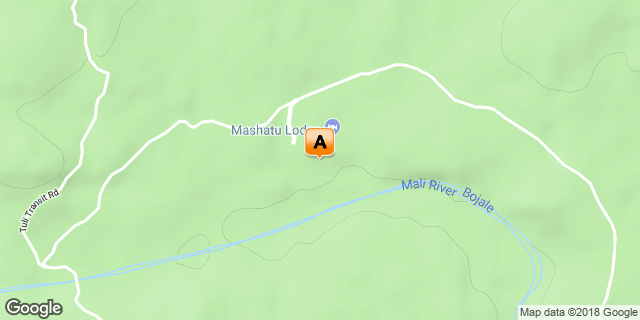 Mashatu Lod
A
Mali River
Bojale
Tuli Transit Rd
Google
Map data ©2018 Google